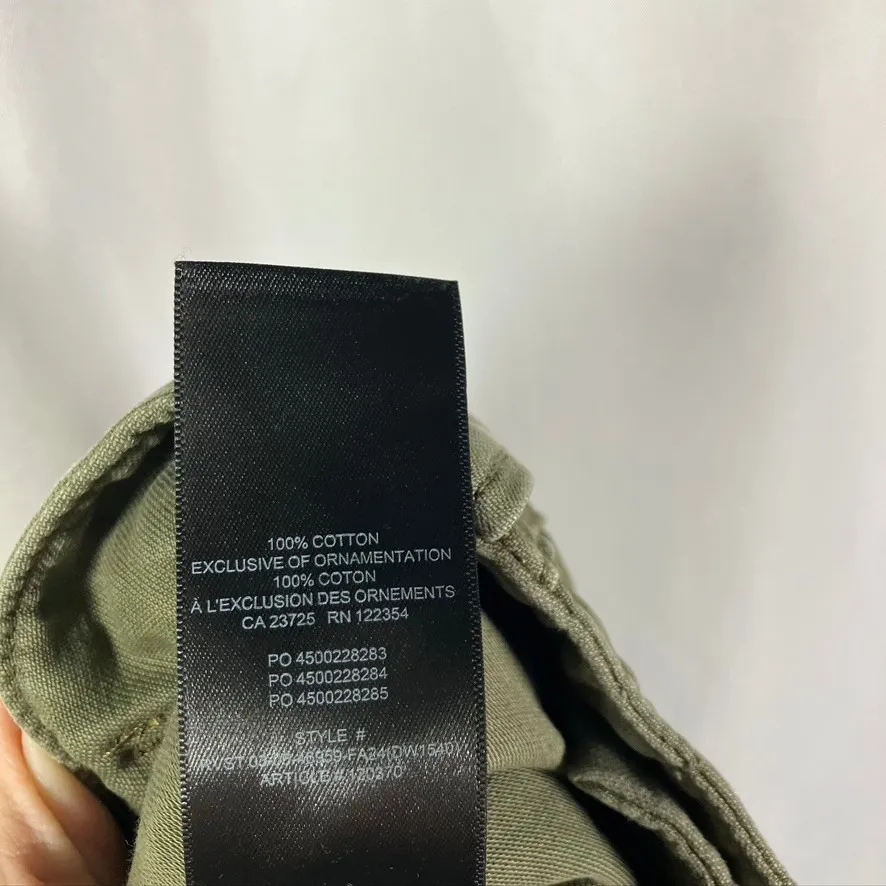 100% COTTON
EXCLUSIVE OF ORNAMENTATION
100% COTON
À L'EXCLUSION DES ORNEMENTS
CA 23725 RN 122354
PO 4500228283
PO 4500228284
PO 4500228285
STYLE #
ARTICLE # 120370